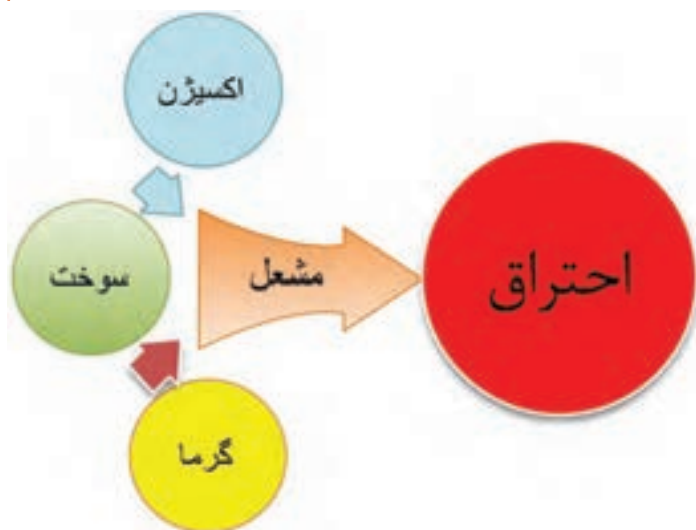 اکسیژن
سوخت
گرما
مشعل
احتراق